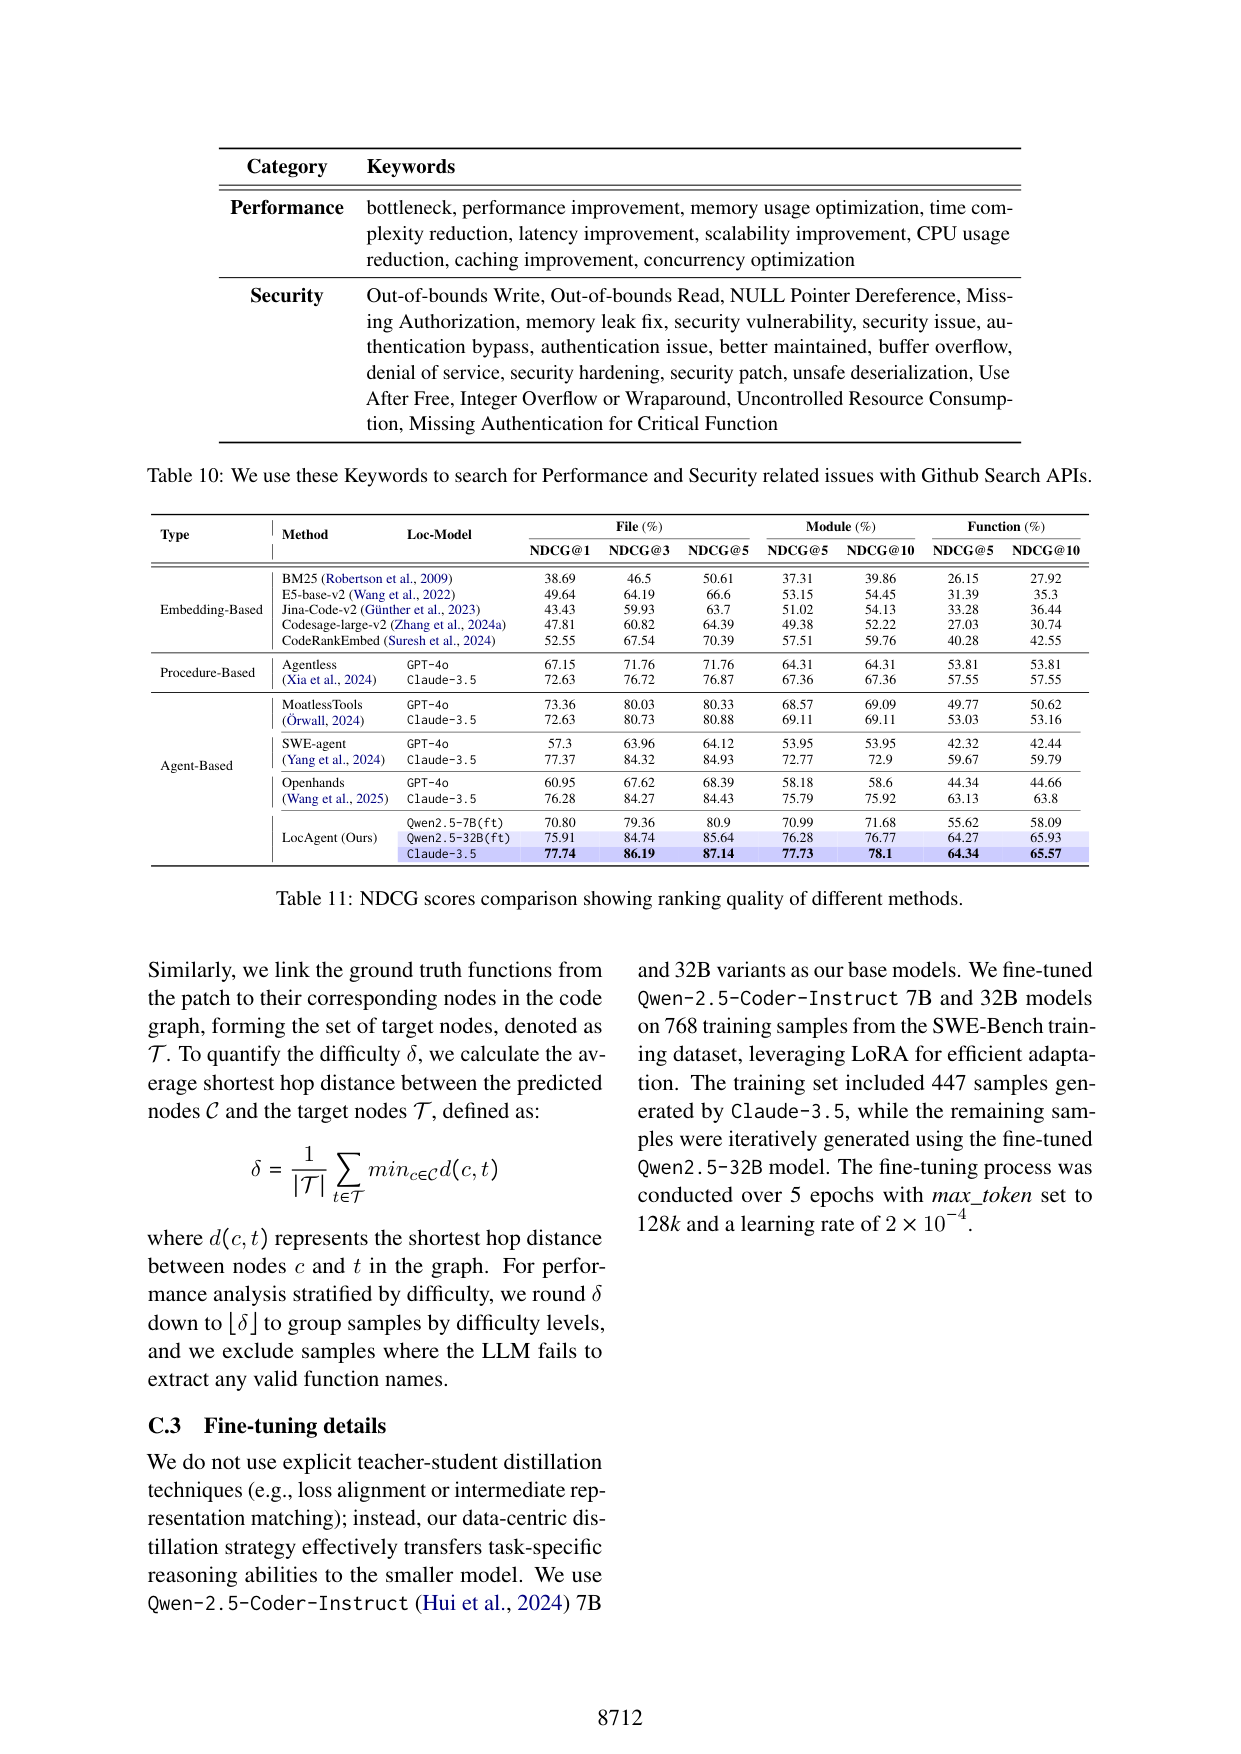 Category Keywords
Performance bottleneck, performance improvement, memory usage optimization, time com-
plexity reduction, latency improvement, scalability improvement, CPU usage
reduction, caching improvement, concurrency optimization
Security Out-of-bounds Write, Out-of-bounds Read, NULL Pointer Dereference, Miss-
ing Authorization, memory leak fix, security vulnerability, security issue, au-
thentication bypass, authentication issue, better maintained, buffer overflow,
denial of service, security hardening, security patch, unsafe deserialization, Use
After Free, Integer Overflow or Wraparound, Uncontrolled Resource Consump-
tion, Missing Authentication for Critical Function
Table 10: We use these Keywords to search for Performance and Security related issues with Github Search APIs.
Type Method Loc-Model File (%) Module (%) Function (%)
NDCG@1 NDCG@3 NDCG@5 NDCG@5 NDCG@10 NDCG@5 NDCG@10
BM25 (Robertson et al., 2009) 38.69 46.5 50.61 37.31 39.86 26.15 27.92
E5-base-v2 (Wang et al., 2022) 49.64 64.19 66.6 53.15 54.45 31.39 35.3
Embedding-Based Jina-Code-v2 (Günther et al., 2023) 43.43 59.93 63.7 51.02 54.13 33.28 36.44
Codesage-large-v2 (Zhang et al., 2024a) 47.81 60.82 64.39 49.38 52.22 27.03 30.74
CodeRankEmbed (Suresh et al., 2024) 52.55 67.54 70.39 57.51 59.76 40.28 42.55
Procedure-Based Agentless GPT-4o 67.15 71.76 71.76 64.31 64.31 53.81 53.81
(Xia et al., 2024) Claude-3.5 72.63 76.72 76.87 67.36 67.36 57.55 57.55
MoatlessTools GPT-4o 73.36 80.03 80.33 68.57 69.09 49.77 50.62
(Örwall, 2024) Claude-3.5 72.63 80.73 80.88 69.11 69.11 53.03 53.16
SWE-agent GPT-4o 57.3 63.96 64.12 53.95 53.95 42.32 42.44
Agent-Based (Yang et al., 2024) Claude-3.5 77.37 84.32 84.93 72.77 72.9 59.67 59.79
Openhands GPT-4o 60.95 67.62 68.39 58.18 58.6 44.34 44.66
(Wang et al., 2025) Claude-3.5 76.28 84.27 84.43 75.79 75.92 63.13 63.8
Qwen2.5-7B(ft) 70.80 79.36 80.9 70.99 71.68 55.62 58.09
LocAgent (Ours) Qwen2.5-32B(ft) 75.91 84.74 85.64 76.28 76.77 64.27 65.93
Claude-3.5 77.74 86.19 87.14 77.73 78.1 64.34 65.57
Table 11: NDCG scores comparison showing ranking quality of different methods.
Similarly, we link the ground truth functions from
the patch to their corresponding nodes in the code
graph, forming the set of target nodes, denoted as
𝒯. To quantify the difficulty δ, we calculate the av-
erage shortest hop distance between the predicted
nodes 𝒞 and the target nodes 𝒯, defined as:
δ = 1/|𝒯| ∑_{t∈𝒯} min_{c∈𝒞} d(c, t)
where d(c, t) represents the shortest hop distance
between nodes c and t in the graph. For perfor-
mance analysis stratified by difficulty, we round δ
down to ⌊δ⌋ to group samples by difficulty levels,
and we exclude samples where the LLM fails to
extract any valid function names.
C.3 Fine-tuning details
We do not use explicit teacher-student distillation
techniques (e.g., loss alignment or intermediate rep-
resentation matching); instead, our data-centric dis-
tillation strategy effectively transfers task-specific
reasoning abilities to the smaller model. We use
Qwen-2.5-Coder-Instruct (Hui et al., 2024) 7B
and 32B variants as our base models. We fine-tuned
Qwen-2.5-Coder-Instruct 7B and 32B models
on 768 training samples from the SWE-Bench train-
ing dataset, leveraging LoRA for efficient adapta-
tion. The training set included 447 samples gen-
erated by Claude-3.5, while the remaining sam-
ples were iteratively generated using the fine-tuned
Qwen2.5-32B model. The fine-tuning process was
conducted over 5 epochs with max_token set to
128k and a learning rate of 2 × 10⁻⁴.
8712